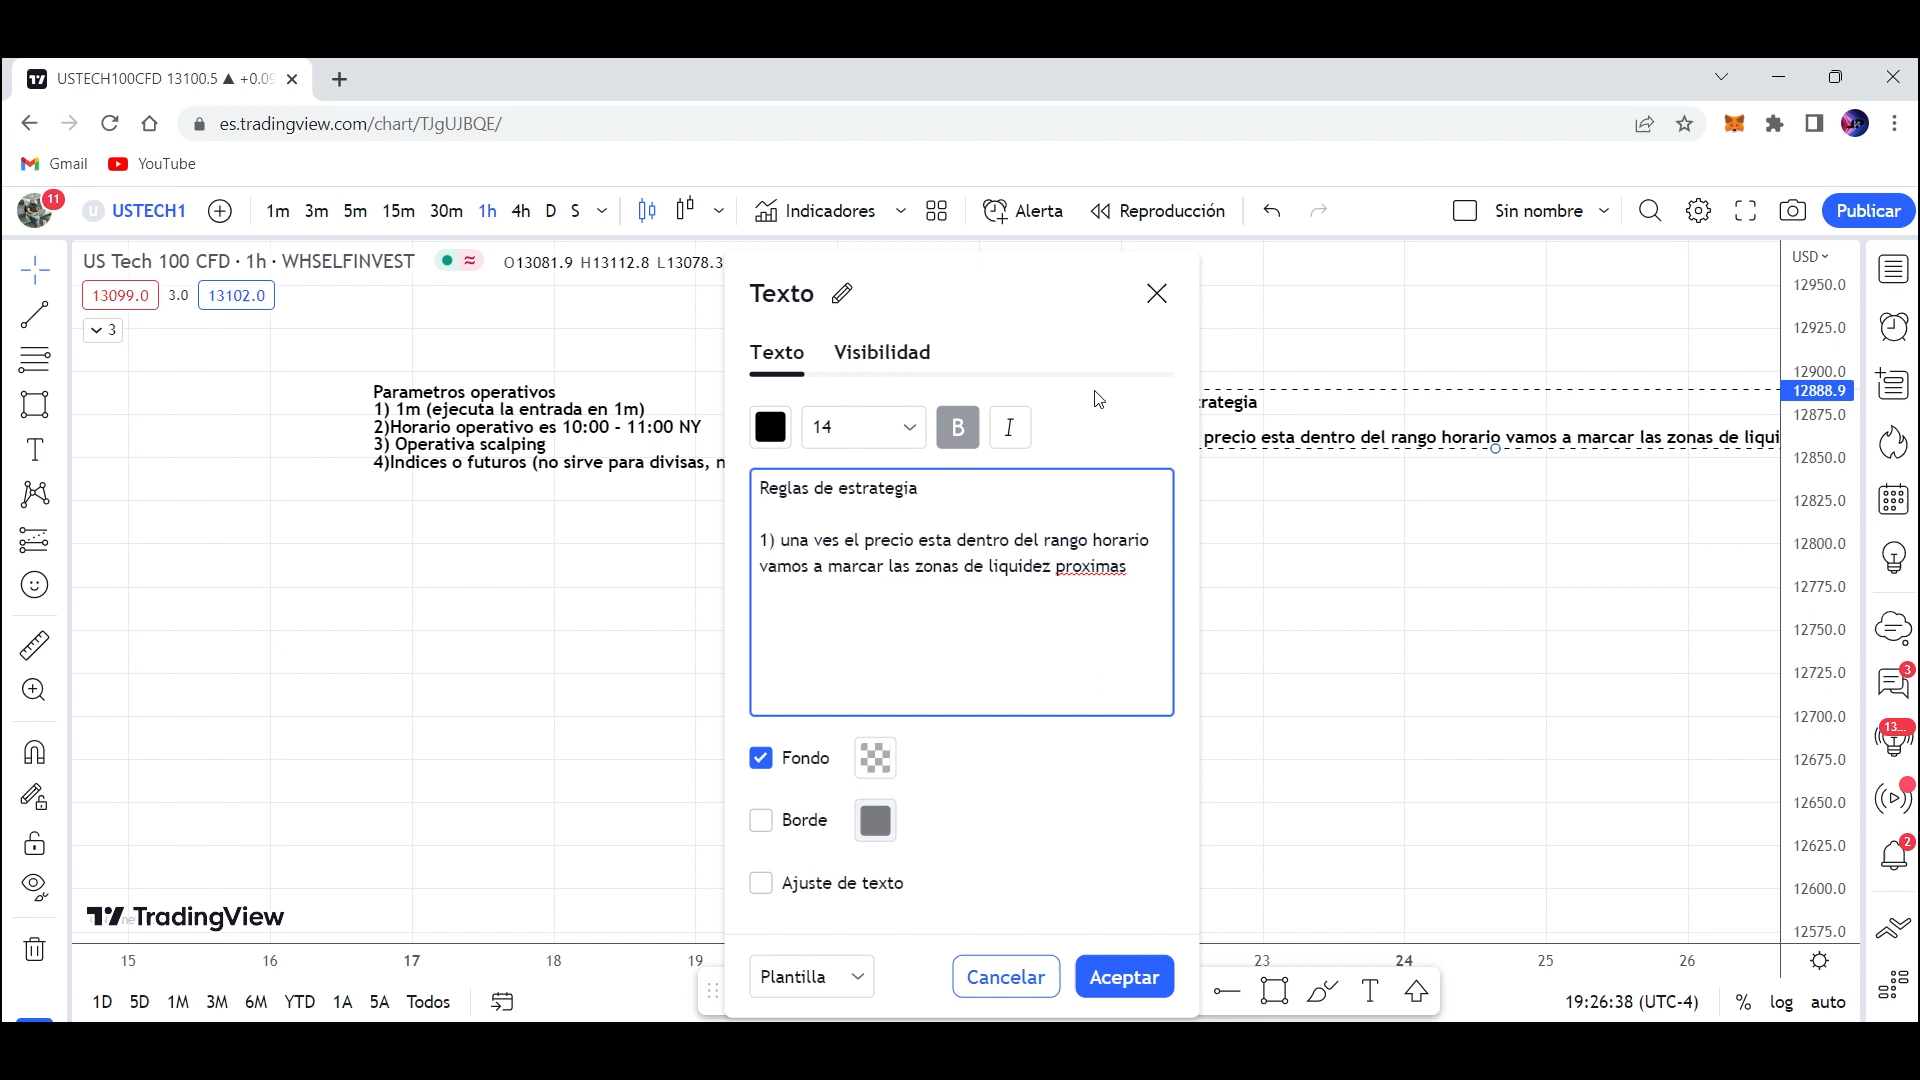 USTECH100CFD 13100.5 ▲ +0.09
es.tradingview.com/chart/TJgUJBQE/
Gmail YouTube
11 U USTECH1 1m 3m 5m 15m 30m 1h 4h D S Indicadores Alerta Reproducción Sin nombre Publicar
US Tech 100 CFD · 1h · WHSELFINVEST O13081.9 H13112.8 L13078.3 USD
13099.0 3.0 13102.0
3
Parametros operativos
1) 1m (ejecuta la entrada en 1m)
2)Horario operativo es 10:00 - 11:00 NY
3) Operativa scalping
4)Indices o futuros (no sirve para divisas, n
Texto
Texto Visibilidad
14 B I
Reglas de estrategia
1) una ves el precio esta dentro del rango horario
vamos a marcar las zonas de liquidez proximas
Fondo
Borde
Ajuste de texto
Plantilla Cancelar Aceptar
rategia
precio esta dentro del rango horario vamos a marcar las zonas de liqui
12950.0
12925.0
12900.0
12888.9
12875.0
12850.0
12825.0
12800.0
12775.0
12750.0
12725.0
12700.0
12675.0
12650.0
12625.0
12600.0
12575.0
3
13...
2
TradingView
15 16 17 18 19 23 24 25 26
1D 5D 1M 3M 6M YTD 1A 5A Todos T 19:26:38 (UTC-4) % log auto